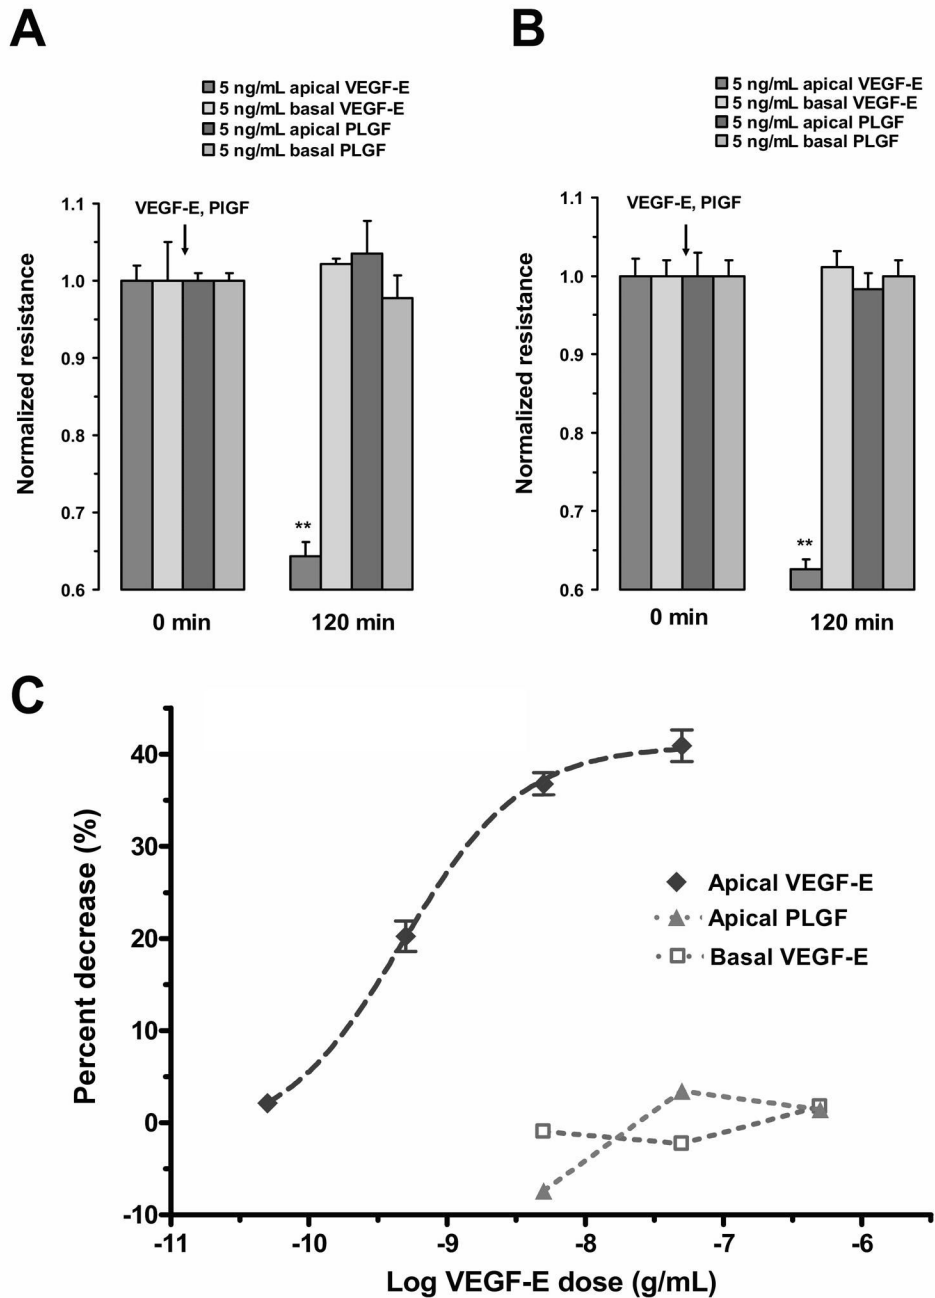 A
5 ng/mL apical VEGF-E
5 ng/mL basal VEGF-E
5 ng/mL apical PLGF
5 ng/mL basal PLGF
VEGF-E, PlGF
Normalized resistance
1.1
1.0
0.9
0.8
0.7
0.6
**
0 min
120 min
B
5 ng/mL apical VEGF-E
5 ng/mL basal VEGF-E
5 ng/mL apical PLGF
5 ng/mL basal PLGF
VEGF-E, PlGF
Normalized resistance
1.1
1.0
0.9
0.8
0.7
0.6
**
0 min
120 min
C
Percent decrease (%)
40
30
20
10
0
-10
Apical VEGF-E
Apical PLGF
Basal VEGF-E
-11
-10
-9
-8
-7
-6
Log VEGF-E dose (g/mL)